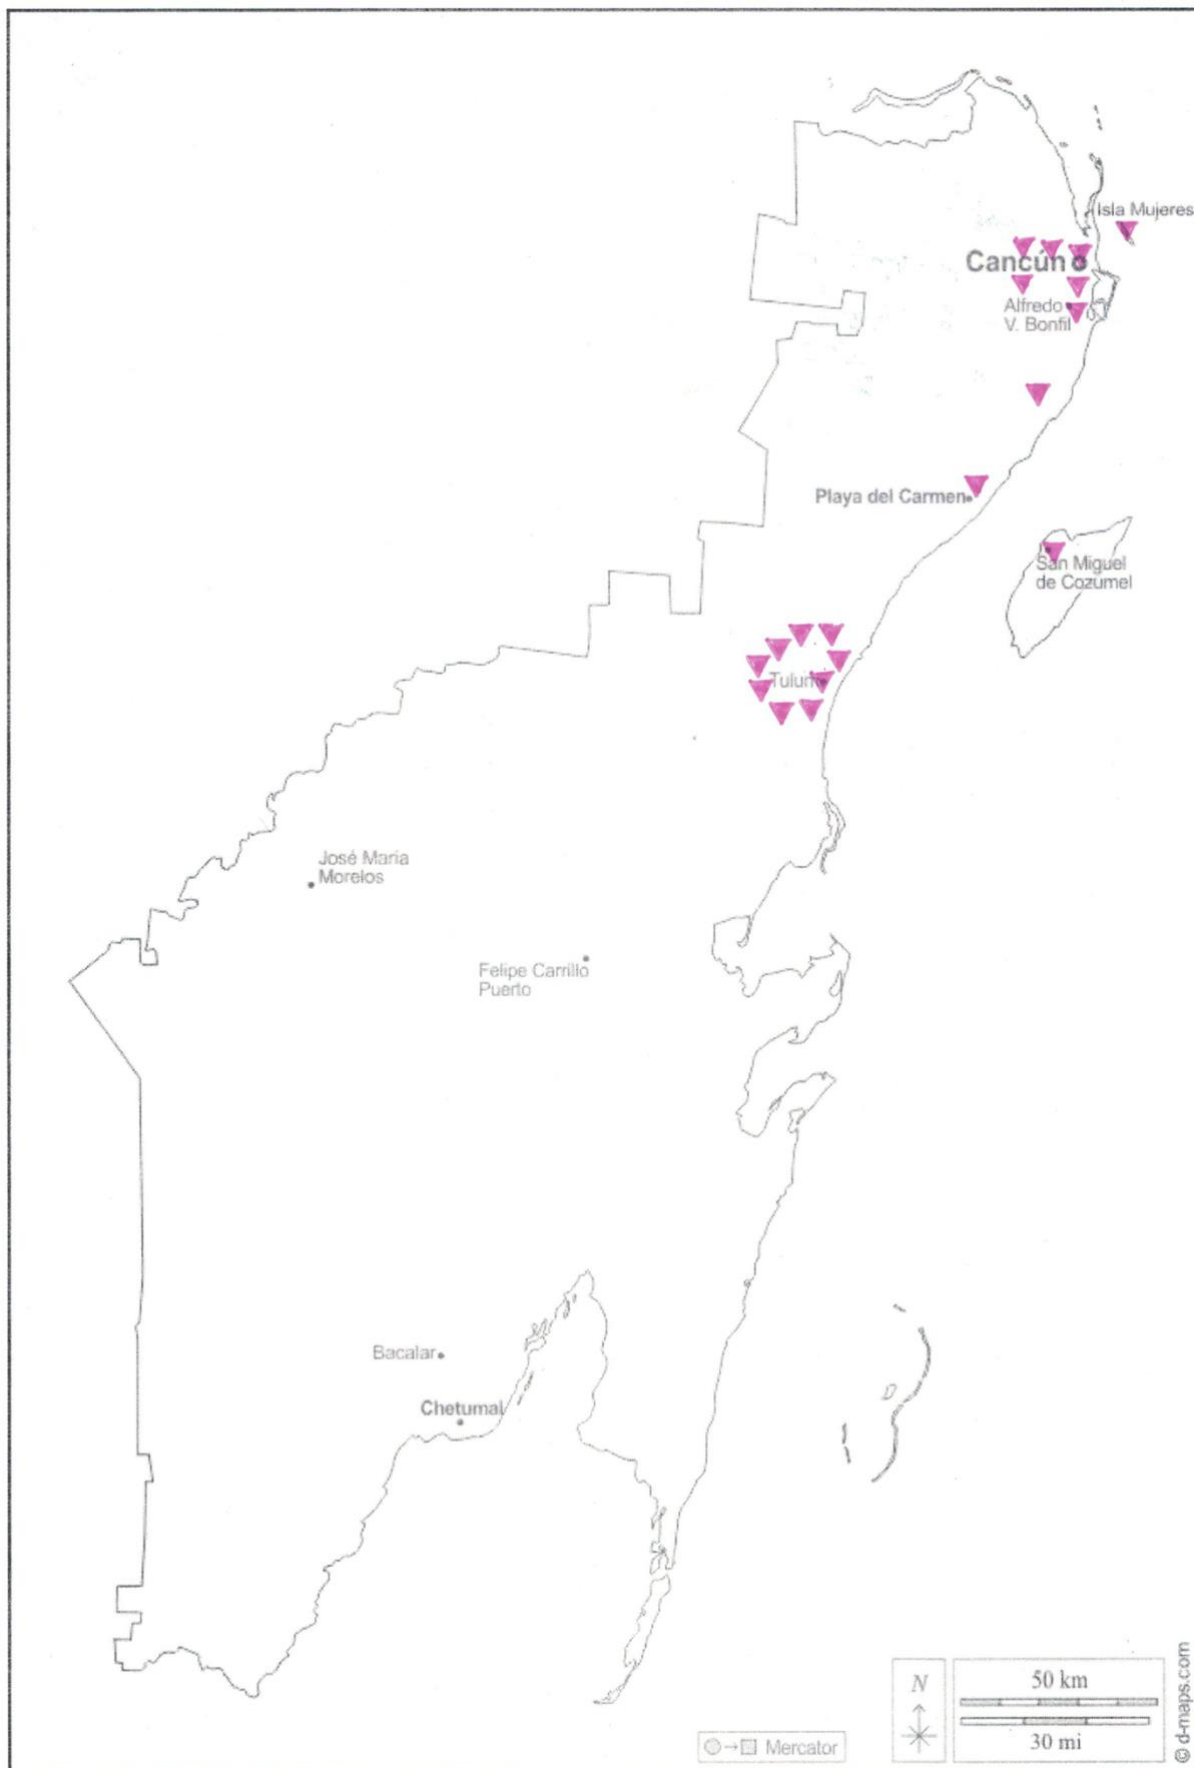 Isla Mujeres
Cancún
Alfredo
V. Bonfil
Playa del Carmen
San Miguel
de Cozumel
Tulum
José María
Morelos
Felipe Carrillo
Puerto
Bacalar
Chetumal
N
50 km
30 mi
Mercator
© d-maps.com